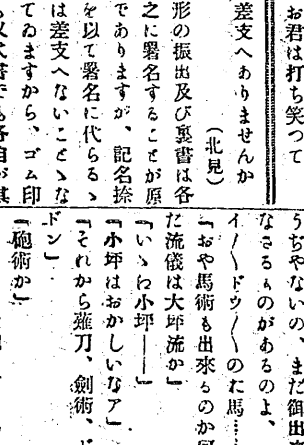 お君は打ち笑つて
差支へありませんか
(北見)
形の振出及び裏書は各
之に署名することが原
でありますが、記名捺
を以て署名に代らるゝ
は差支へないことゝな
てゐますから、ゴム印
うぢやないの、まだ御出
なさるものがあるのよ、
イ／＼ドウ／＼のた馬……
『おや馬術も出來るのか
た流儀は大坪流か』
『いゝね小坪――』
『小坪はおかしいなア』
『それから薙刀、劍術、
ドン』
『砲術か』